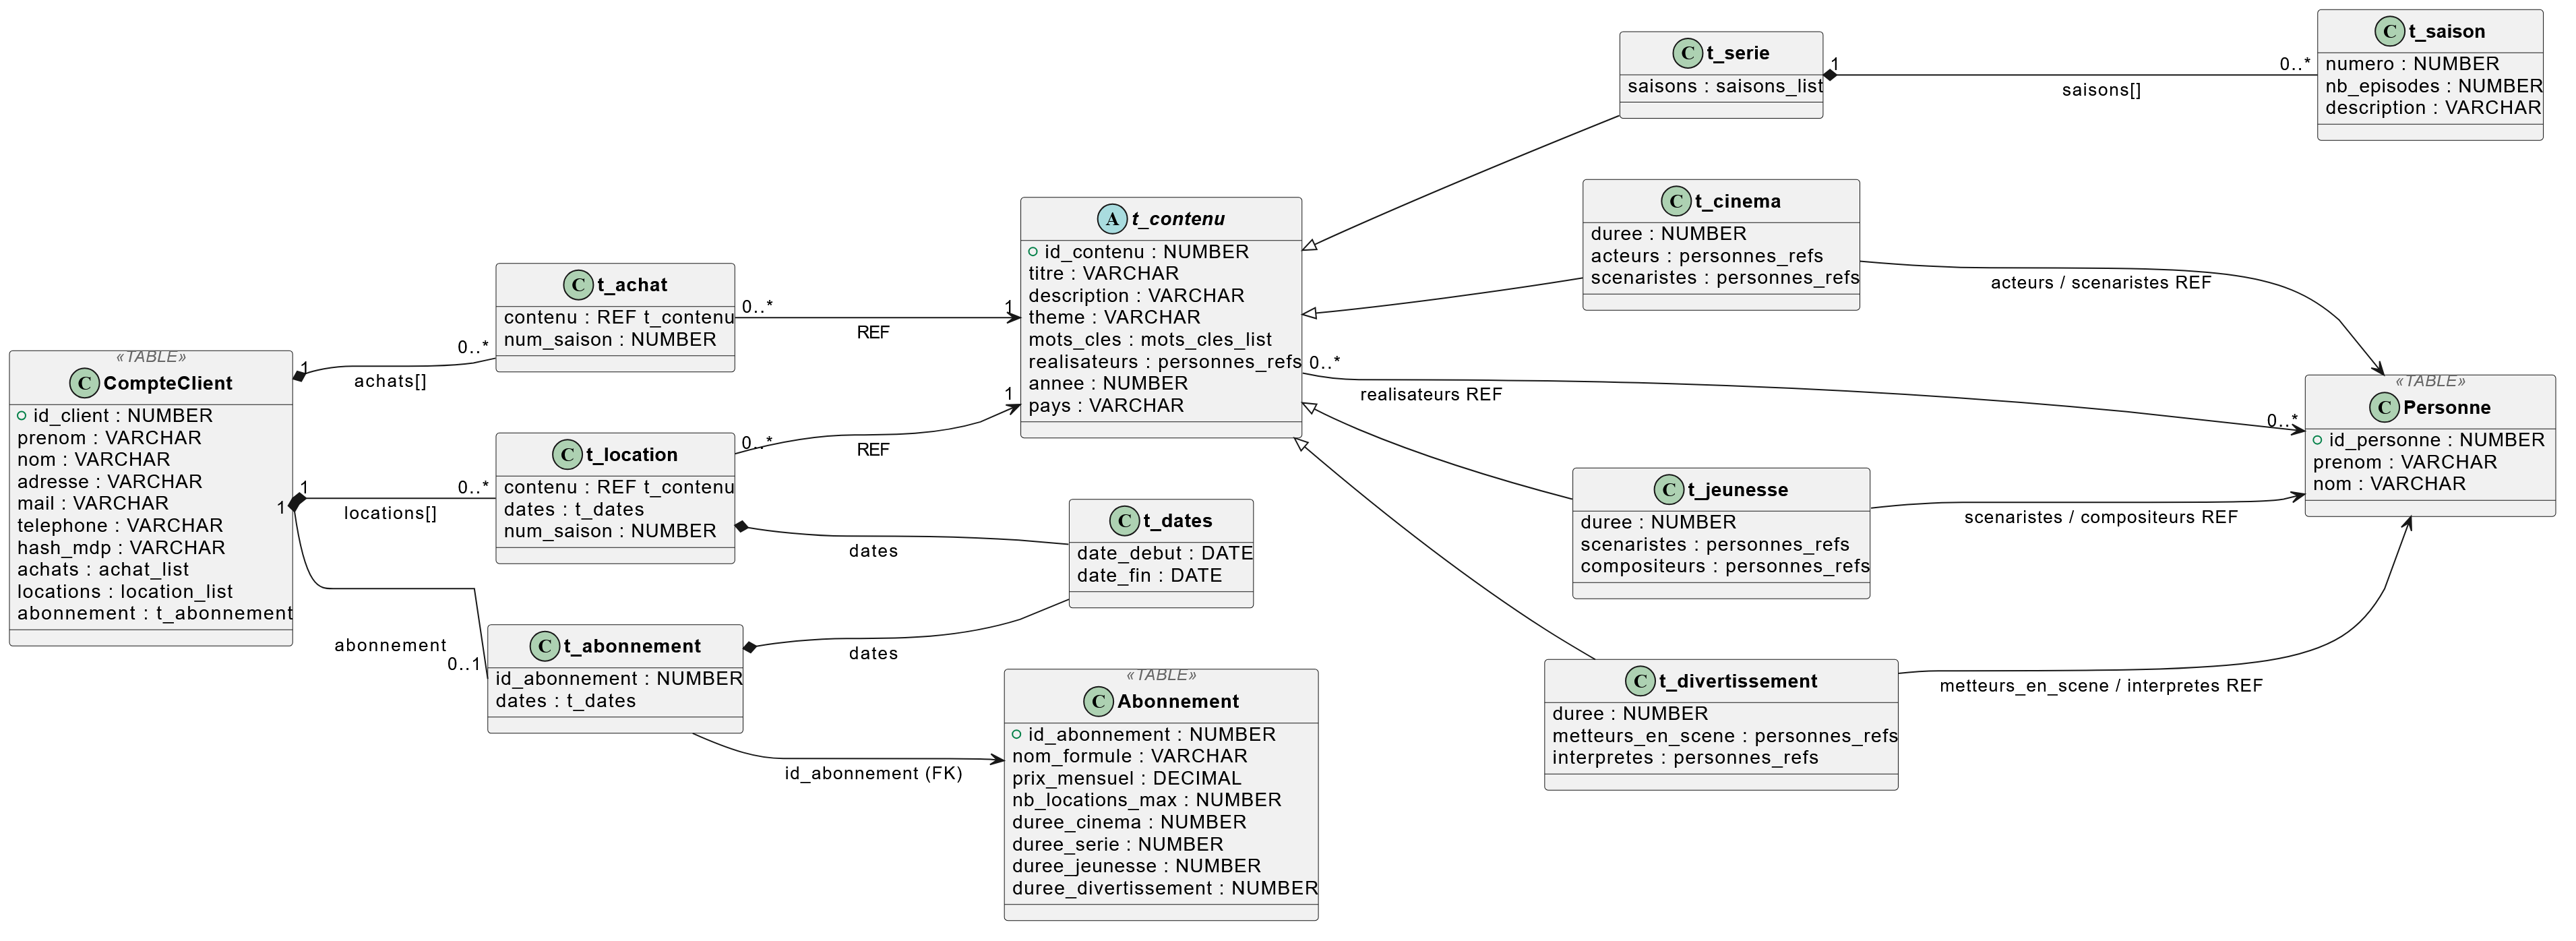 «TABLE»
C CompteClient
id_client : NUMBER
prenom : VARCHAR
nom : VARCHAR
adresse : VARCHAR
mail : VARCHAR
telephone : VARCHAR
hash_mdp : VARCHAR
achats : achat_list
locations : location_list
abonnement : t_abonnement
1
0..*
achats[]
1
0..*
locations[]
1
abonnement
0..1
C t_achat
contenu : REF t_contenu
num_saison : NUMBER
0..*
1
REF
C t_location
contenu : REF t_contenu
dates : t_dates
num_saison : NUMBER
0..*
1
REF
dates
C t_abonnement
id_abonnement : NUMBER
dates : t_dates
dates
id_abonnement (FK)
A t_contenu
id_contenu : NUMBER
titre : VARCHAR
description : VARCHAR
theme : VARCHAR
mots_cles : mots_cles_list
realisateurs : personnes_refs
annee : NUMBER
pays : VARCHAR
0..*
realisateurs REF
0..*
C t_dates
date_debut : DATE
date_fin : DATE
«TABLE»
C Abonnement
id_abonnement : NUMBER
nom_formule : VARCHAR
prix_mensuel : DECIMAL
nb_locations_max : NUMBER
duree_cinema : NUMBER
duree_serie : NUMBER
duree_jeunesse : NUMBER
duree_divertissement : NUMBER
C t_serie
saisons : saisons_list
1
0..*
saisons[]
C t_saison
numero : NUMBER
nb_episodes : NUMBER
description : VARCHAR
C t_cinema
duree : NUMBER
acteurs : personnes_refs
scenaristes : personnes_refs
acteurs / scenaristes REF
C t_jeunesse
duree : NUMBER
scenaristes : personnes_refs
compositeurs : personnes_refs
scenaristes / compositeurs REF
C t_divertissement
duree : NUMBER
metteurs_en_scene : personnes_refs
interpretes : personnes_refs
metteurs_en_scene / interpretes REF
«TABLE»
C Personne
id_personne : NUMBER
prenom : VARCHAR
nom : VARCHAR